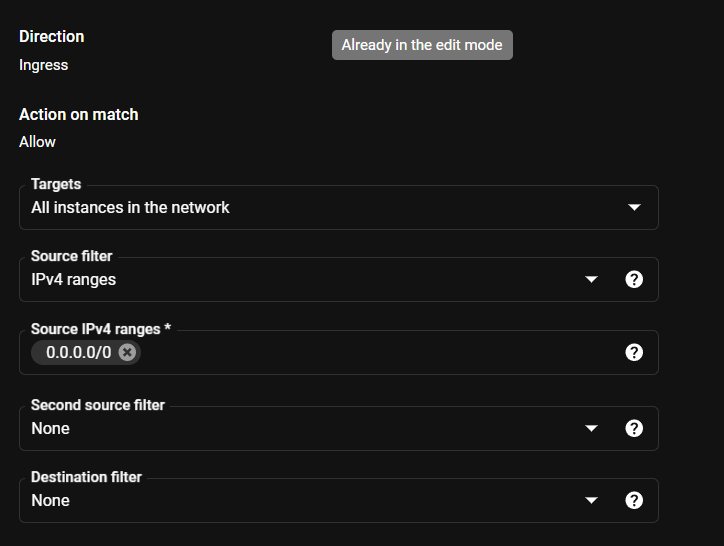 Direction
Already in the edit mode
Ingress
Action on match
Allow
Targets
All instances in the network
Source filter
IPv4 ranges
Source IPv4 ranges *
0.0.0.0/0
Second source filter
None
Destination filter
None